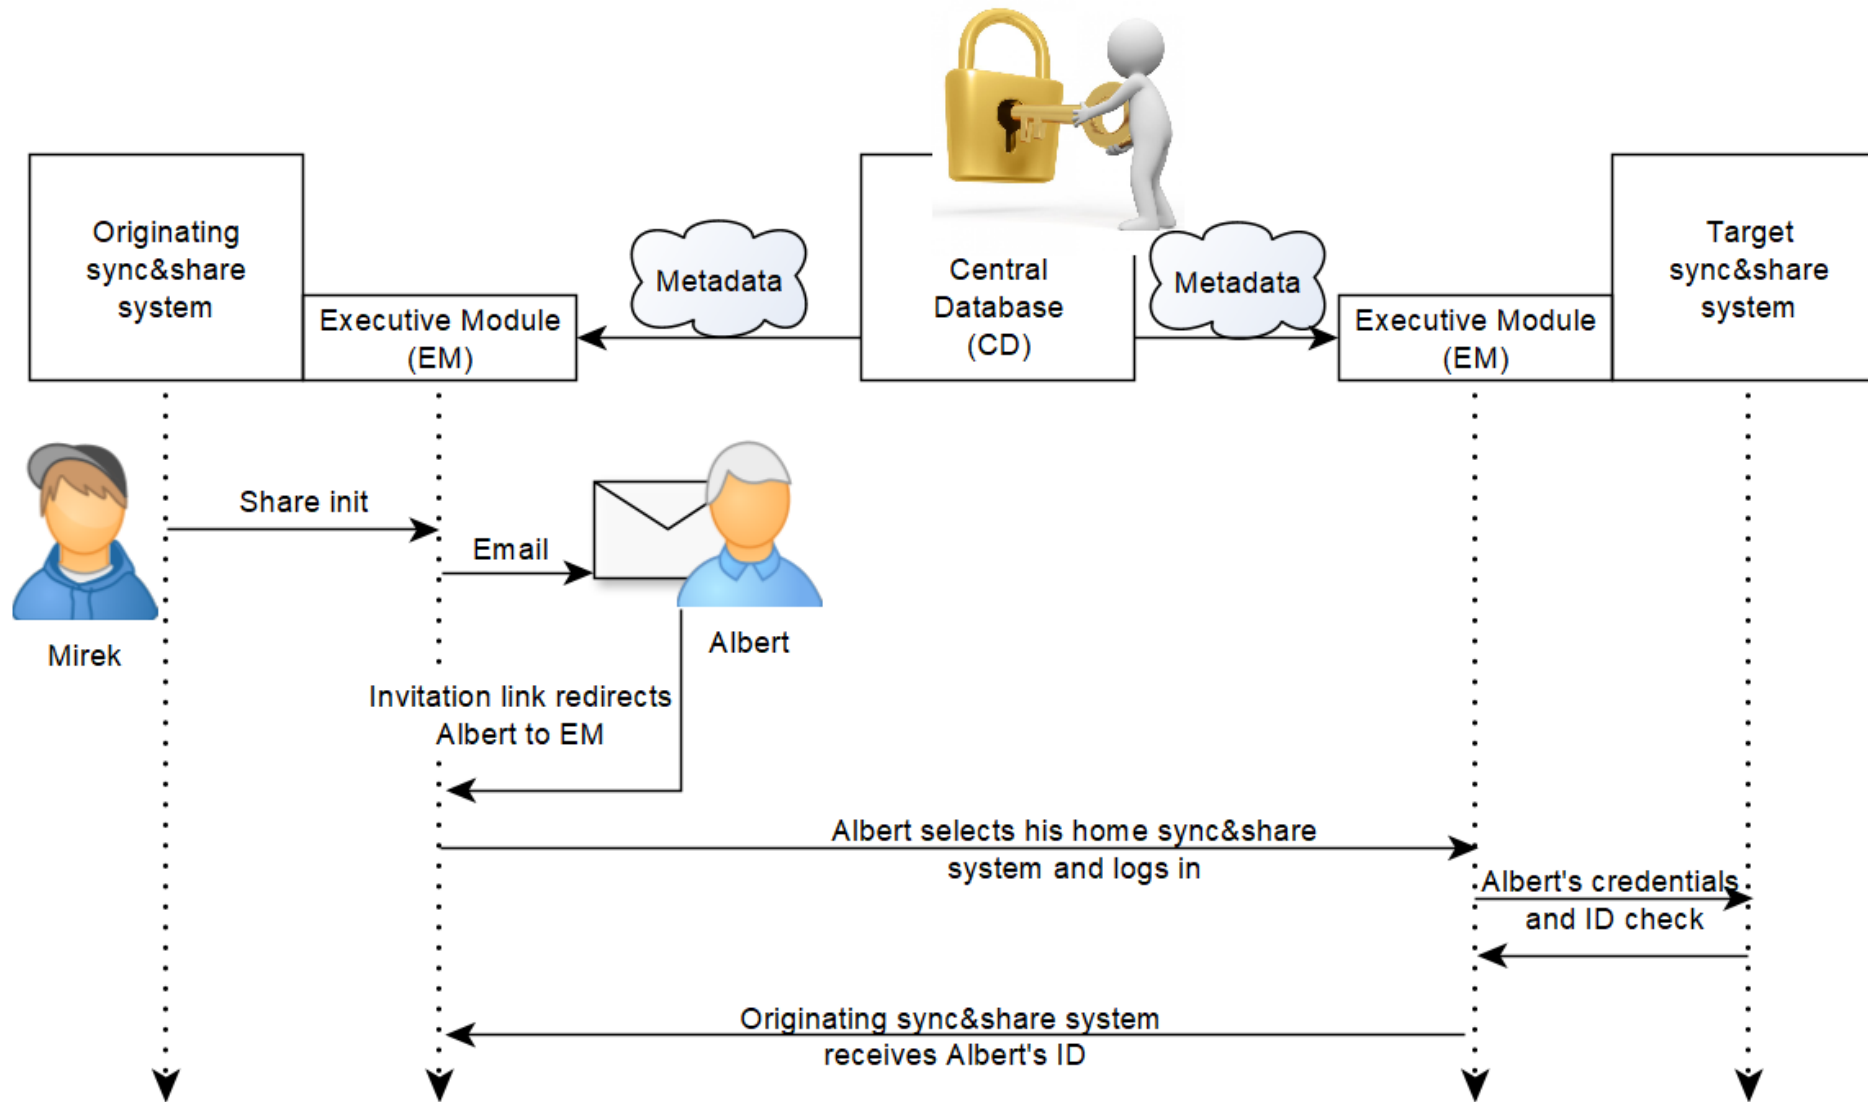 Originating
sync&share
system
Executive Module
(EM)
Metadata
Central
Database
(CD)
Metadata
Executive Module
(EM)
Target
sync&share
system
Share init
Email
Mirek
Albert
Invitation link redirects
Albert to EM
Albert selects his home sync&share
system and logs in
Albert's credentials
and ID check
Originating sync&share system
receives Albert's ID